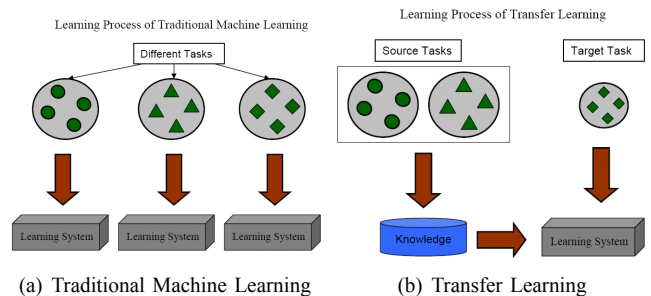 Learning Process of Traditional Machine Learning
Different Tasks
Learning System
Learning System
Learning System
(a) Traditional Machine Learning
Learning Process of Transfer Learning
Source Tasks
Target Task
Knowledge
Learning System
(b) Transfer Learning